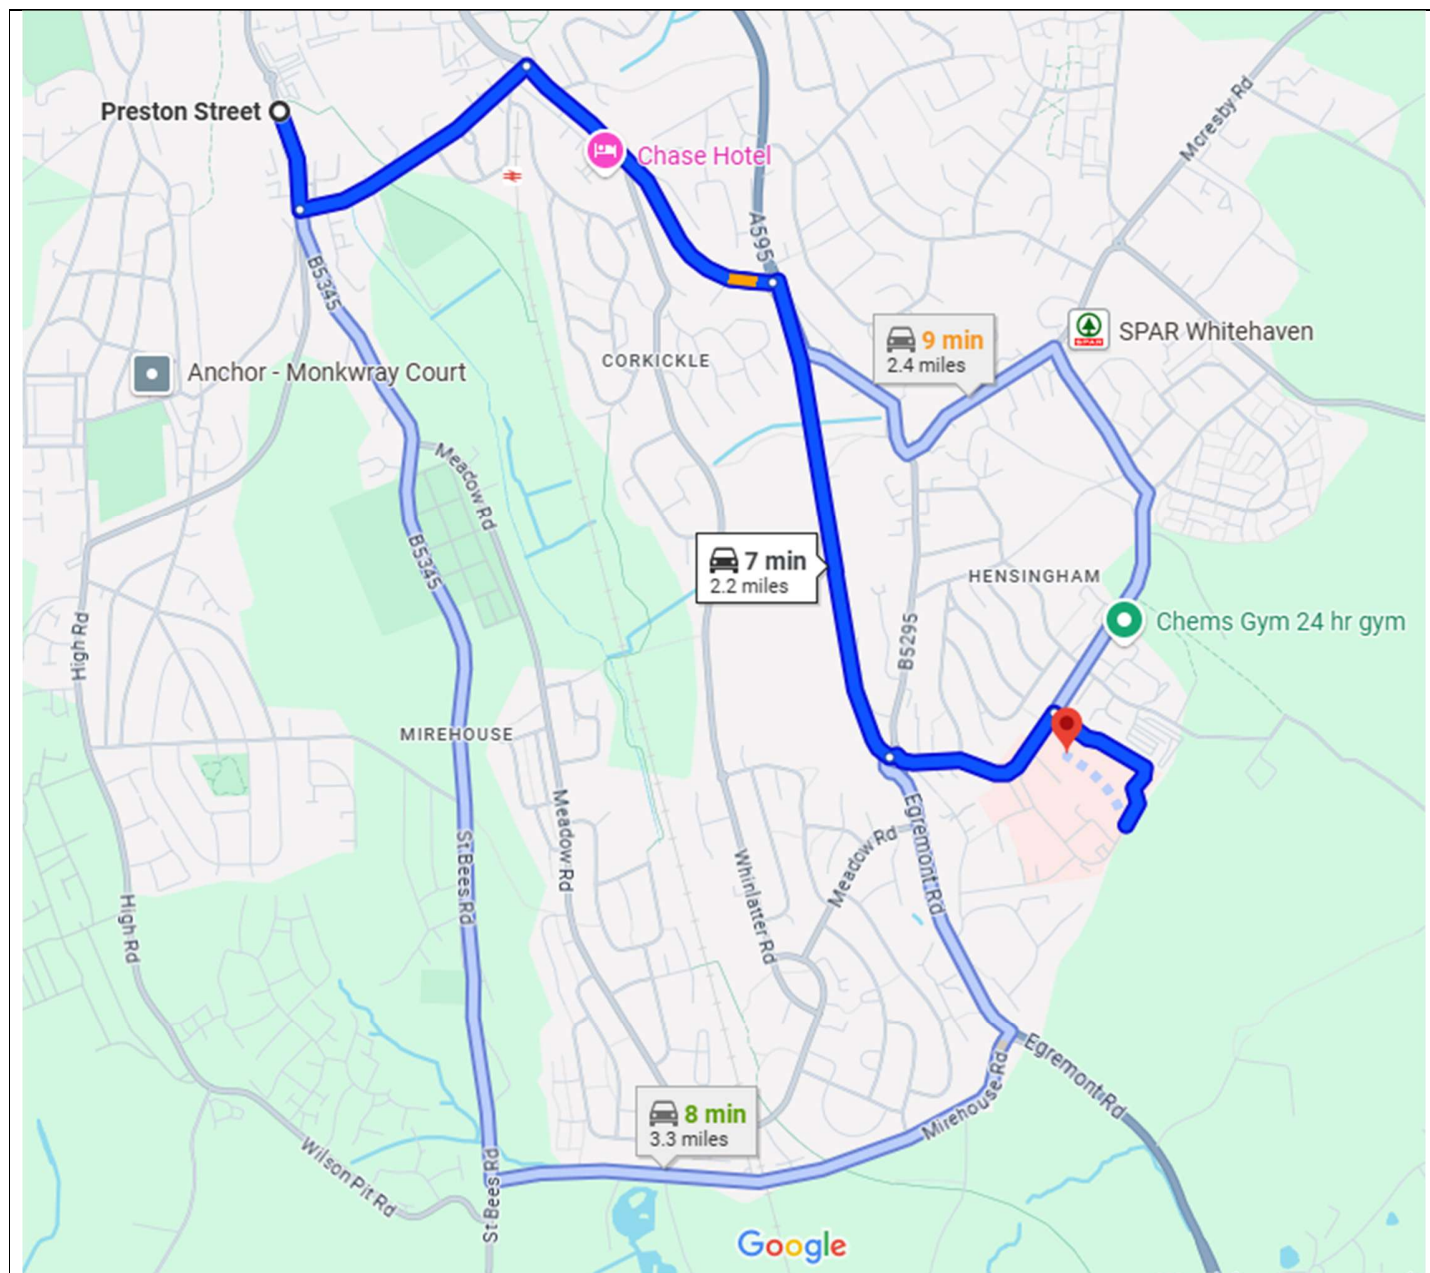 Preston Street
Chase Hotel
Mcresby Rd
A595
B5345
SPAR Whitehaven
SPAR
9 min
2.4 miles
CORKICKLE
Anchor - Monkwray Court
Meadow Rd
B5345
7 min
2.2 miles
HENSINGHAM
Chems Gym 24 hr gym
High Rd
B5295
MIREHOUSE
Meadow Rd
St Bees Rd
Whinlatter Rd
Meadow Rd
Egremont Rd
High Rd
Egremont Rd
Mirehouse Rd
8 min
3.3 miles
Wilson Pit Rd
St Bees Rd
Google